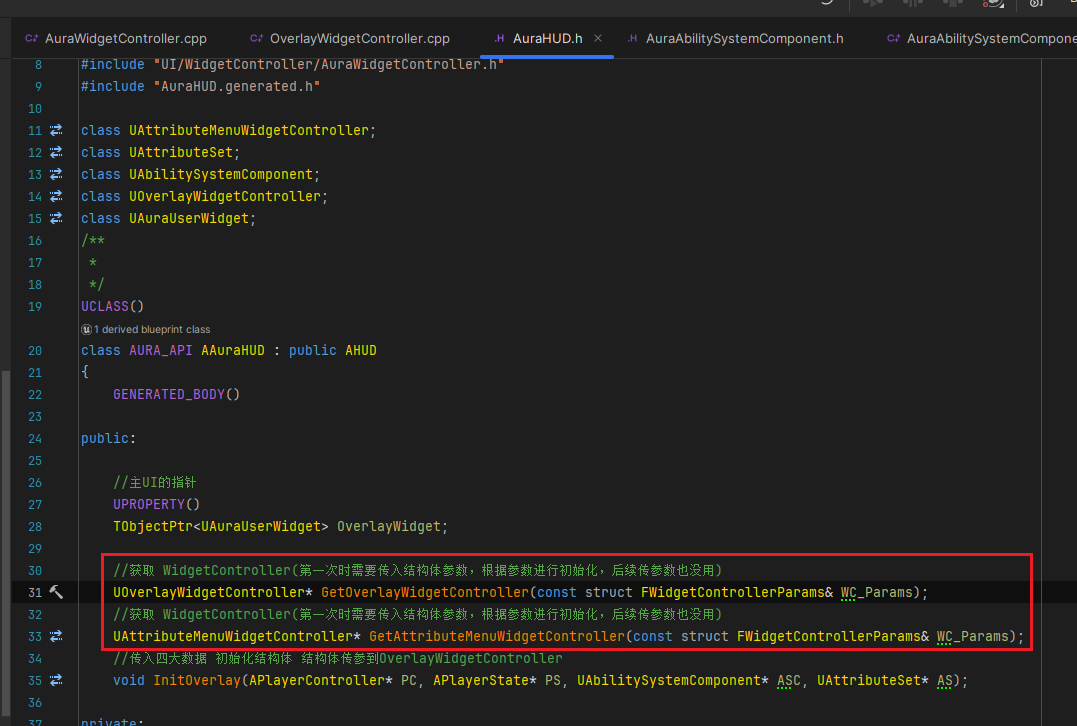 AuraWidgetController.cpp OverlayWidgetController.cpp AuraHUD.h AuraAbilitySystemComponent.h AuraAbilitySystemCompone
8 #include "UI/WidgetController/AuraWidgetController.h"
9 #include "AuraHUD.generated.h"
10
11 class UAttributeMenuWidgetController;
12 class UAttributeSet;
13 class UAbilitySystemComponent;
14 class UOverlayWidgetController;
15 class UAuraUserWidget;
16 /**
17 *
18 */
19 UCLASS()
1 derived blueprint class
20 class AURA_API AAuraHUD : public AHUD
21 {
22 GENERATED_BODY()
23
24 public:
25
26 //主UI的指针
27 UPROPERTY()
28 TObjectPtr<UAuraUserWidget> OverlayWidget;
29
30 //获取 WidgetController(第一次时需要传入结构体参数，根据参数进行初始化，后续传参数也没用)
31 UOverlayWidgetController* GetOverlayWidgetController(const struct FWidgetControllerParams& WC_Params);
32 //获取 WidgetController(第一次时需要传入结构体参数，根据参数进行初始化，后续传参数也没用)
33 UAttributeMenuWidgetController* GetAttributeMenuWidgetController(const struct FWidgetControllerParams& WC_Params);
34 //传入四大数据 初始化结构体 结构体传参到OverlayWidgetController
35 void InitOverlay(APlayerController* PC, APlayerState* PS, UAbilitySystemComponent* ASC, UAttributeSet* AS);
36
37 private: